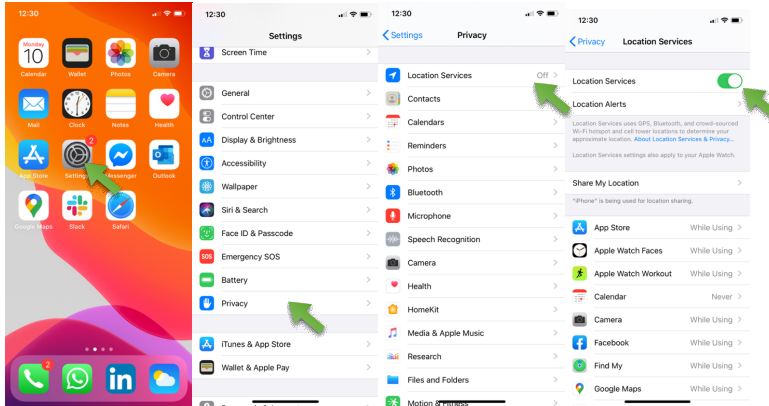 12:30
Monday
10
Calendar
Wallet
Photos
Camera
Mail
Clock
Notes
Health
App Store
Settings
2
Messenger
Outlook
Google Maps
Slack
Safari
2
in
12:30
Settings
Screen Time
General
Control Center
AA
Display & Brightness
Accessibility
Wallpaper
Siri & Search
Face ID & Passcode
SOS
Emergency SOS
Battery
Privacy
iTunes & App Store
Wallet & Apple Pay
12:30
Settings
Privacy
Location Services
Off
Contacts
Calendars
Reminders
Photos
Bluetooth
Microphone
Speech Recognition
Camera
Health
HomeKit
Media & Apple Music
Research
Files and Folders
Motion & Fitness
12:30
Privacy
Location Services
Location Services
Location Alerts
Location Services uses GPS, Bluetooth, and crowd-sourced
Wi-Fi hotspot and cell tower locations to determine your
approximate location. About Location Services & Privacy...
Location Services settings also apply to your Apple Watch.
Share My Location
"iPhone" is being used for location sharing.
App Store While Using
Apple Watch Faces While Using
Apple Watch Workout While Using
Calendar Never
Camera While Using
Facebook While Using
Find My While Using
Google Maps While Using